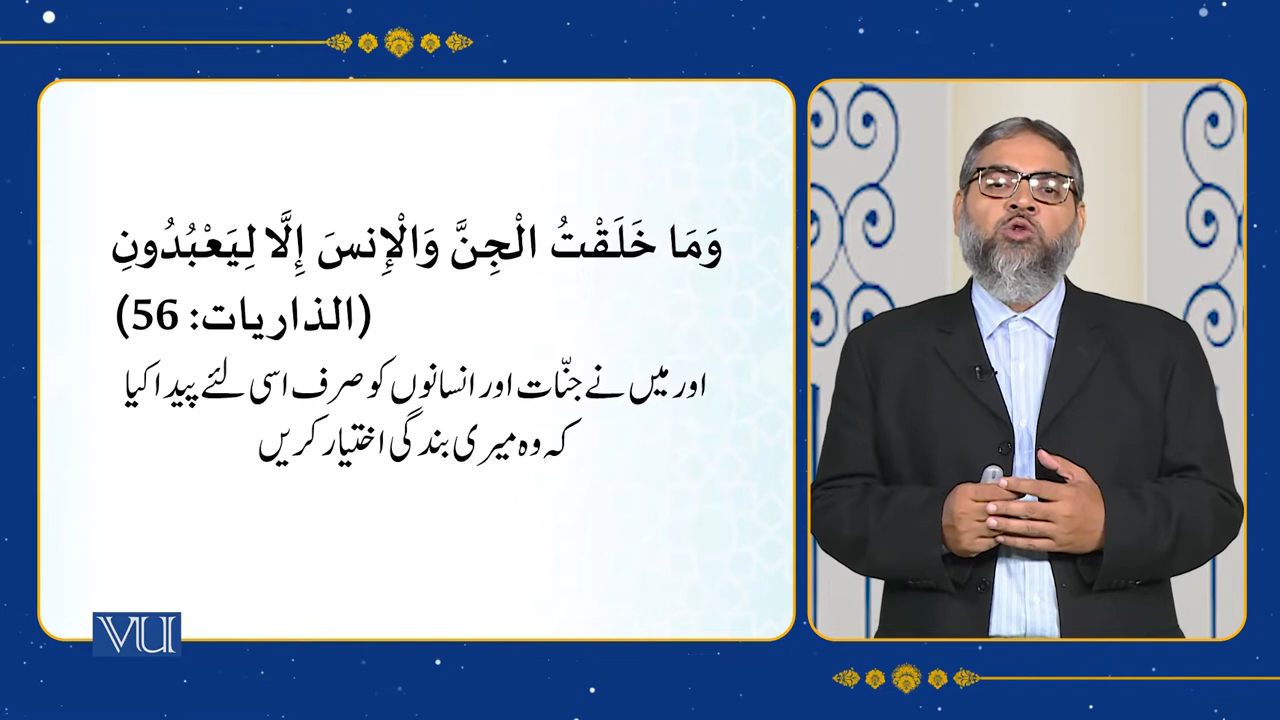 وَمَا خَلَقْتُ الْجِنَّ وَالْإِنسَ إِلَّا لِيَعْبُدُونِ
(الذاریات: 56)
اور میں نے جنّات اور انسانوں کو صرف اسی لئے پیدا کیا
کہ وہ میری بندگی اختیار کریں
VU